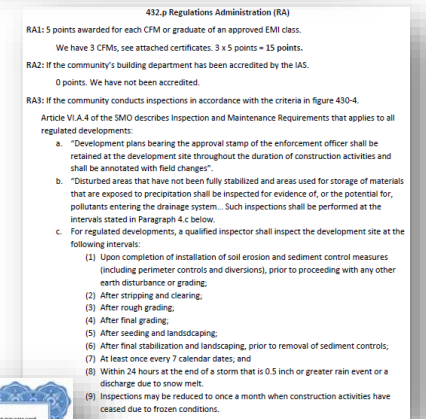 432.p Regulations Administration (RA)
RA1: 5 points awarded for each CFM or graduate of an approved EMI class.
We have 3 CFMs, see attached certificates. 3 x 5 points = 15 points.
RA2: If the community's building department has been accredited by the IAS.
0 points. We have not been accredited.
RA3: If the community conducts inspections in accordance with the criteria in figure 430-4.
Article VI.A.4 of the SMO describes Inspection and Maintenance Requirements that applies to all
regulated developments:
a. "Development plans bearing the approval stamp of the enforcement officer shall be
retained at the development site throughout the duration of construction activities and
shall be annotated with field changes".
b. "Disturbed areas that have not been fully stabilized and areas used for storage of materials
that are exposed to precipitation shall be inspected for evidence of, or the potential for,
pollutants entering the drainage system... Such inspections shall be performed at the
intervals stated in Paragraph 4.c below.
c. For regulated developments, a qualified inspector shall inspect the development site at the
following intervals:
(1) Upon completion of installation of soil erosion and sediment control measures
(including perimeter controls and diversions), prior to proceeding with any other
earth disturbance or grading;
(2) After stripping and clearing;
(3) After rough grading;
(4) After final grading;
(5) After seeding and landsdcaping;
(6) After final stabilization and landscaping, prior to removal of sediment controls;
(7) At least once every 7 calendar dates; and
(8) Within 24 hours at the end of a storm that is 0.5 inch or greater rain event or a
discharge due to snow melt.
(9) Inspections may be reduced to once a month when construction activities have
ceased due to frozen conditions.